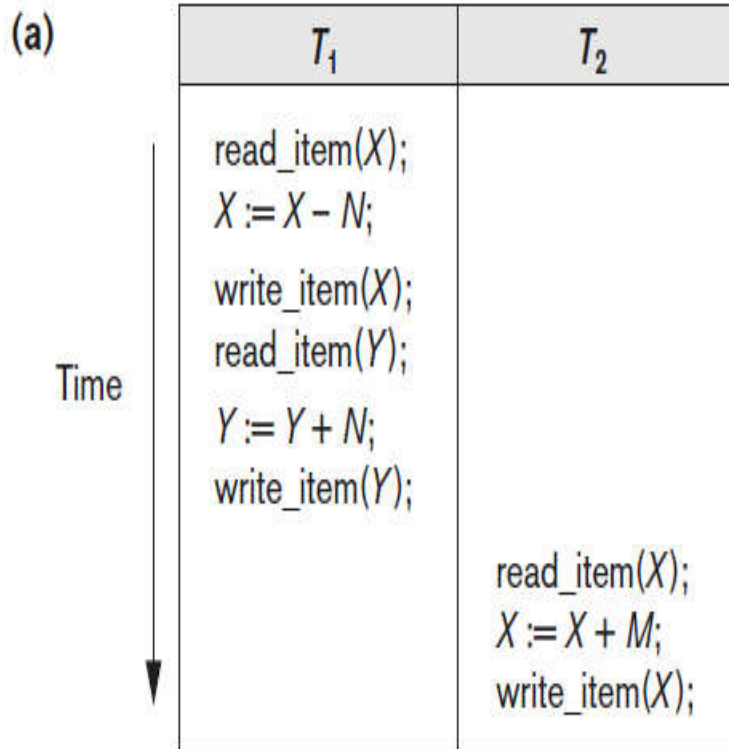 (a)
T₁ T₂
read_item(X);
X := X – N;
write_item(X);
read_item(Y);
Time
Y := Y + N;
write_item(Y);
read_item(X);
X := X + M;
write_item(X);